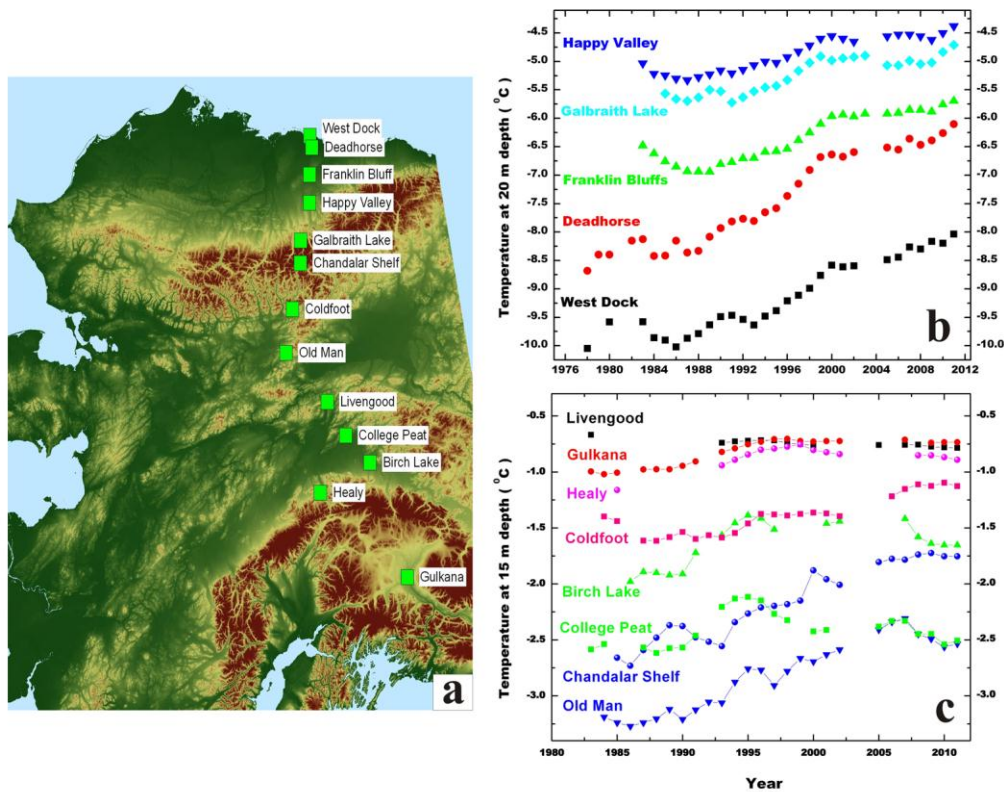 West Dock
Deadhorse
Franklin Bluff
Happy Valley
Galbraith Lake
Chandalar Shelf
Coldfoot
Old Man
Livengood
College Peat
Birch Lake
Healy
Gulkana
a
Temperature at 20 m depth ( °C )
-4.5 -4.5
-5.0 -5.0
-5.5 -5.5
-6.0 -6.0
-6.5 -6.5
-7.0 -7.0
-7.5 -7.5
-8.0 -8.0
-8.5 -8.5
-9.0 -9.0
-9.5 -9.5
-10.0 -10.0
Happy Valley
Galbraith Lake
Franklin Bluffs
Deadhorse
West Dock
b
1976 1980 1984 1988 1992 1996 2000 2004 2008 2012
Temperature at 15 m depth ( °C )
-0.5 -0.5
-1.0 -1.0
-1.5 -1.5
-2.0 -2.0
-2.5 -2.5
-3.0 -3.0
Livengood
Gulkana
Healy
Coldfoot
Birch Lake
College Peat
Chandalar Shelf
Old Man
c
1980 1985 1990 1995 2000 2005 2010
Year